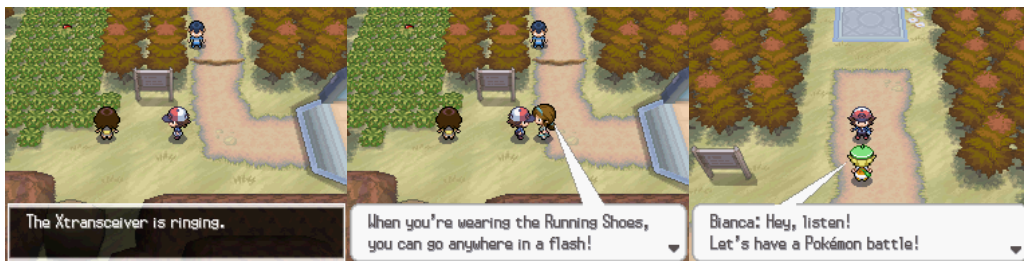 The Xtransceiver is ringing.
When you're wearing the Running Shoes,
you can go anywhere in a flash!
Bianca: Hey, listen!
Let's have a Pokémon battle!